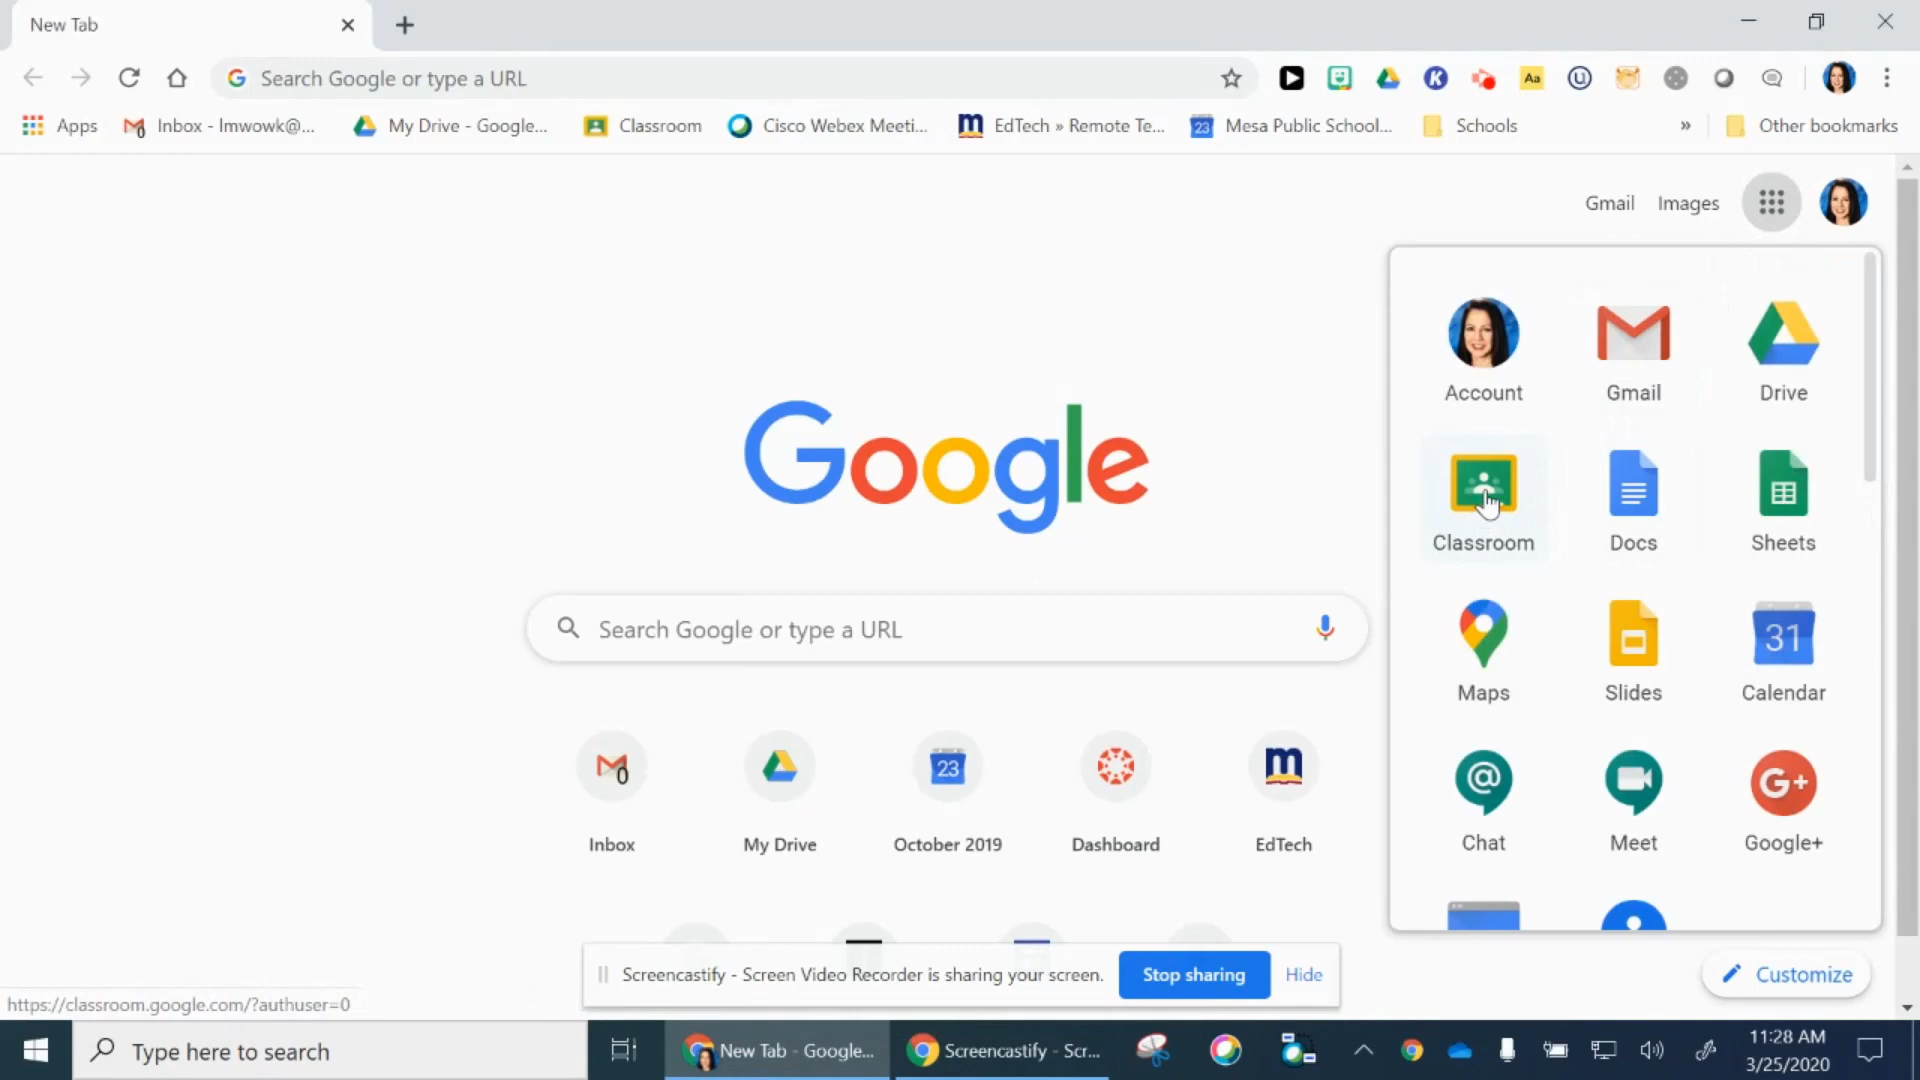 New Tab
Search Google or type a URL
Aa
Apps
Inbox - lmwowk@...
My Drive - Google...
Classroom
Cisco Webex Meeti...
EdTech » Remote Te...
23
Mesa Public School...
Schools
»
Other bookmarks
Gmail
Images
Account
Gmail
Drive
Google
Classroom
Docs
Sheets
Search Google or type a URL
31
Maps
Slides
Calendar
0
23
m
G+
Inbox
My Drive
October 2019
Dashboard
EdTech
Chat
Meet
Google+
Screencastify - Screen Video Recorder is sharing your screen.
Stop sharing
Hide
Customize
https://classroom.google.com/?authuser=0
Type here to search
New Tab - Google...
Screencastify - Scr...
11:28 AM
3/25/2020